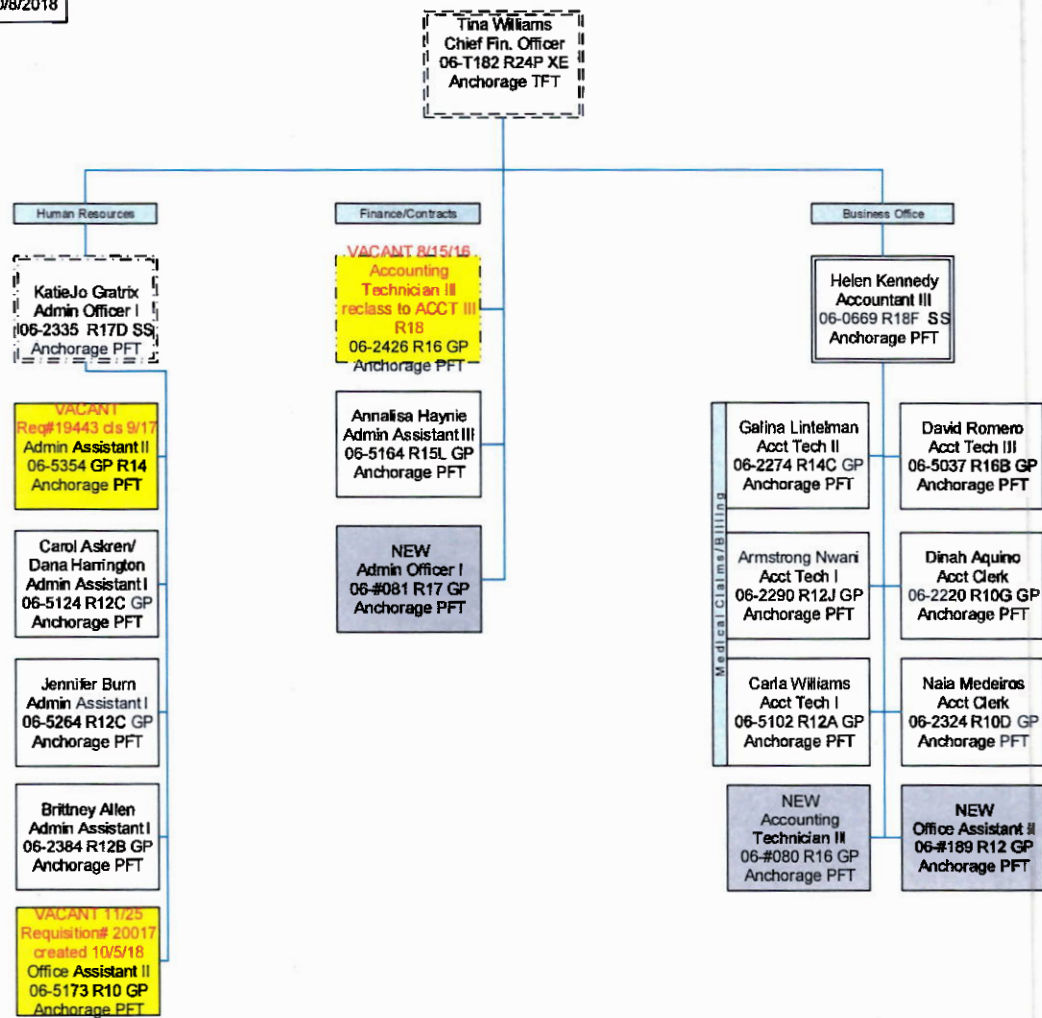 0/8/2018
Tina Williams
Chief Fin. Officer
06-T182 R24P XE
Anchorage TFT
Human Resources
KatieJo Gratrix
Admin Officer I
06-2335 R17D SS
Anchorage PFT
VACANT
Req#19443 cls 9/17
Admin Assistant II
06-5354 GP R14
Anchorage PFT
Carol Askren/
Dana Harrington
Admin Assistant I
06-5124 R12C GP
Anchorage PFT
Jennifer Burn
Admin Assistant I
06-5264 R12C GP
Anchorage PFT
Brittney Allen
Admin Assistant I
06-2384 R12B GP
Anchorage PFT
VACANT 11/25
Requisition# 20017
created 10/5/18
Office Assistant II
06-5173 R10 GP
Anchorage PFT
Finance/Contracts
VACANT 8/15/16
Accounting
Technician III
reclass to ACCT III
R18
06-2426 R16 GP
Anchorage PFT
Annalisa Haynie
Admin Assistant III
06-5164 R15L GP
Anchorage PFT
NEW
Admin Officer I
06-#081 R17 GP
Anchorage PFT
Business Office
Helen Kennedy
Accountant III
06-0669 R18F SS
Anchorage PFT
Medical Claims/Billing
Galina Lintelman
Acct Tech II
06-2274 R14C GP
Anchorage PFT
David Romero
Acct Tech III
06-5037 R16B GP
Anchorage PFT
Armstrong Nwari
Acct Tech I
06-2290 R12J GP
Anchorage PFT
Dinah Aquino
Acct Clerk
06-2220 R10G GP
Anchorage PFT
Carla Williams
Acct Tech I
06-5102 R12A GP
Anchorage PFT
Naia Medeiros
Acct Clerk
06-2324 R10D GP
Anchorage PFT
NEW
Accounting
Technician III
06-#080 R16 GP
Anchorage PFT
NEW
Office Assistant II
06-#189 R12 GP
Anchorage PFT